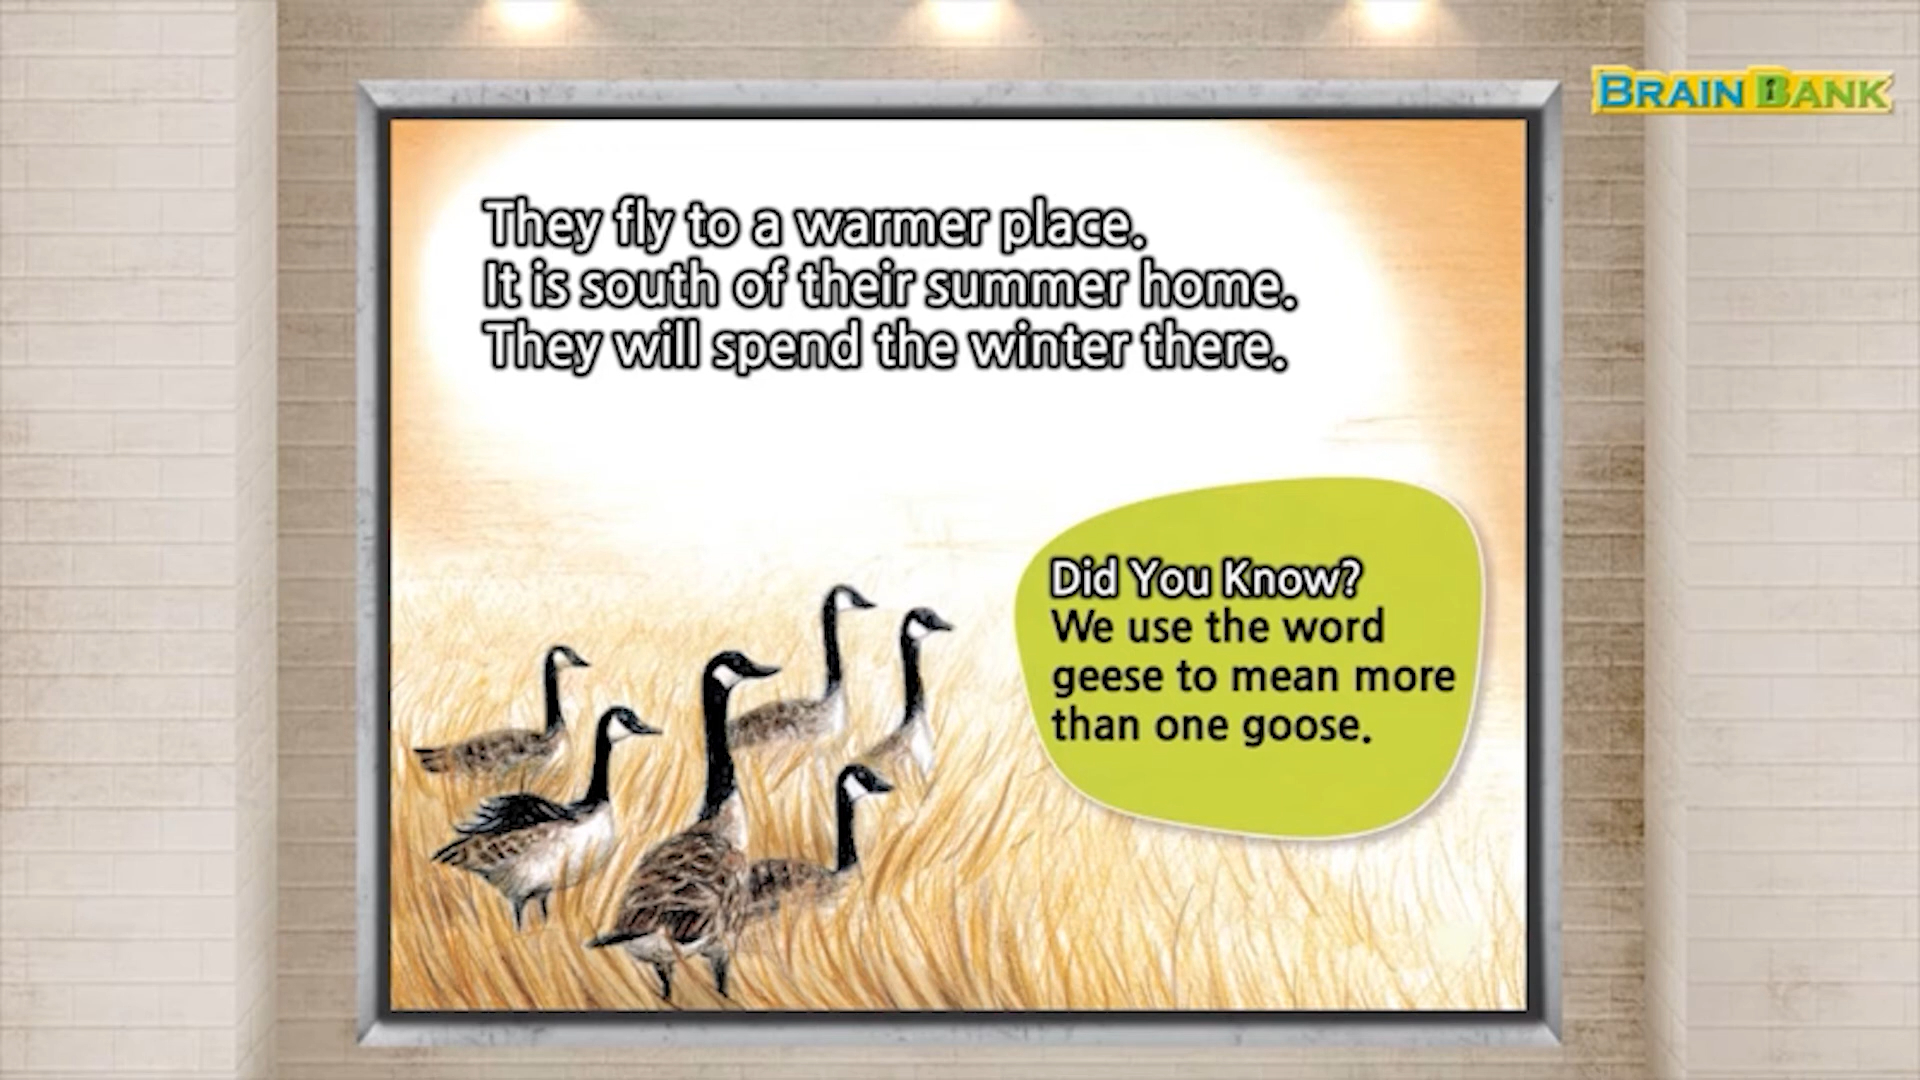 BRAIN BANK
They fly to a warmer place.
It is south of their summer home.
They will spend the winter there.
Did You Know?
We use the word
geese to mean more
than one goose.